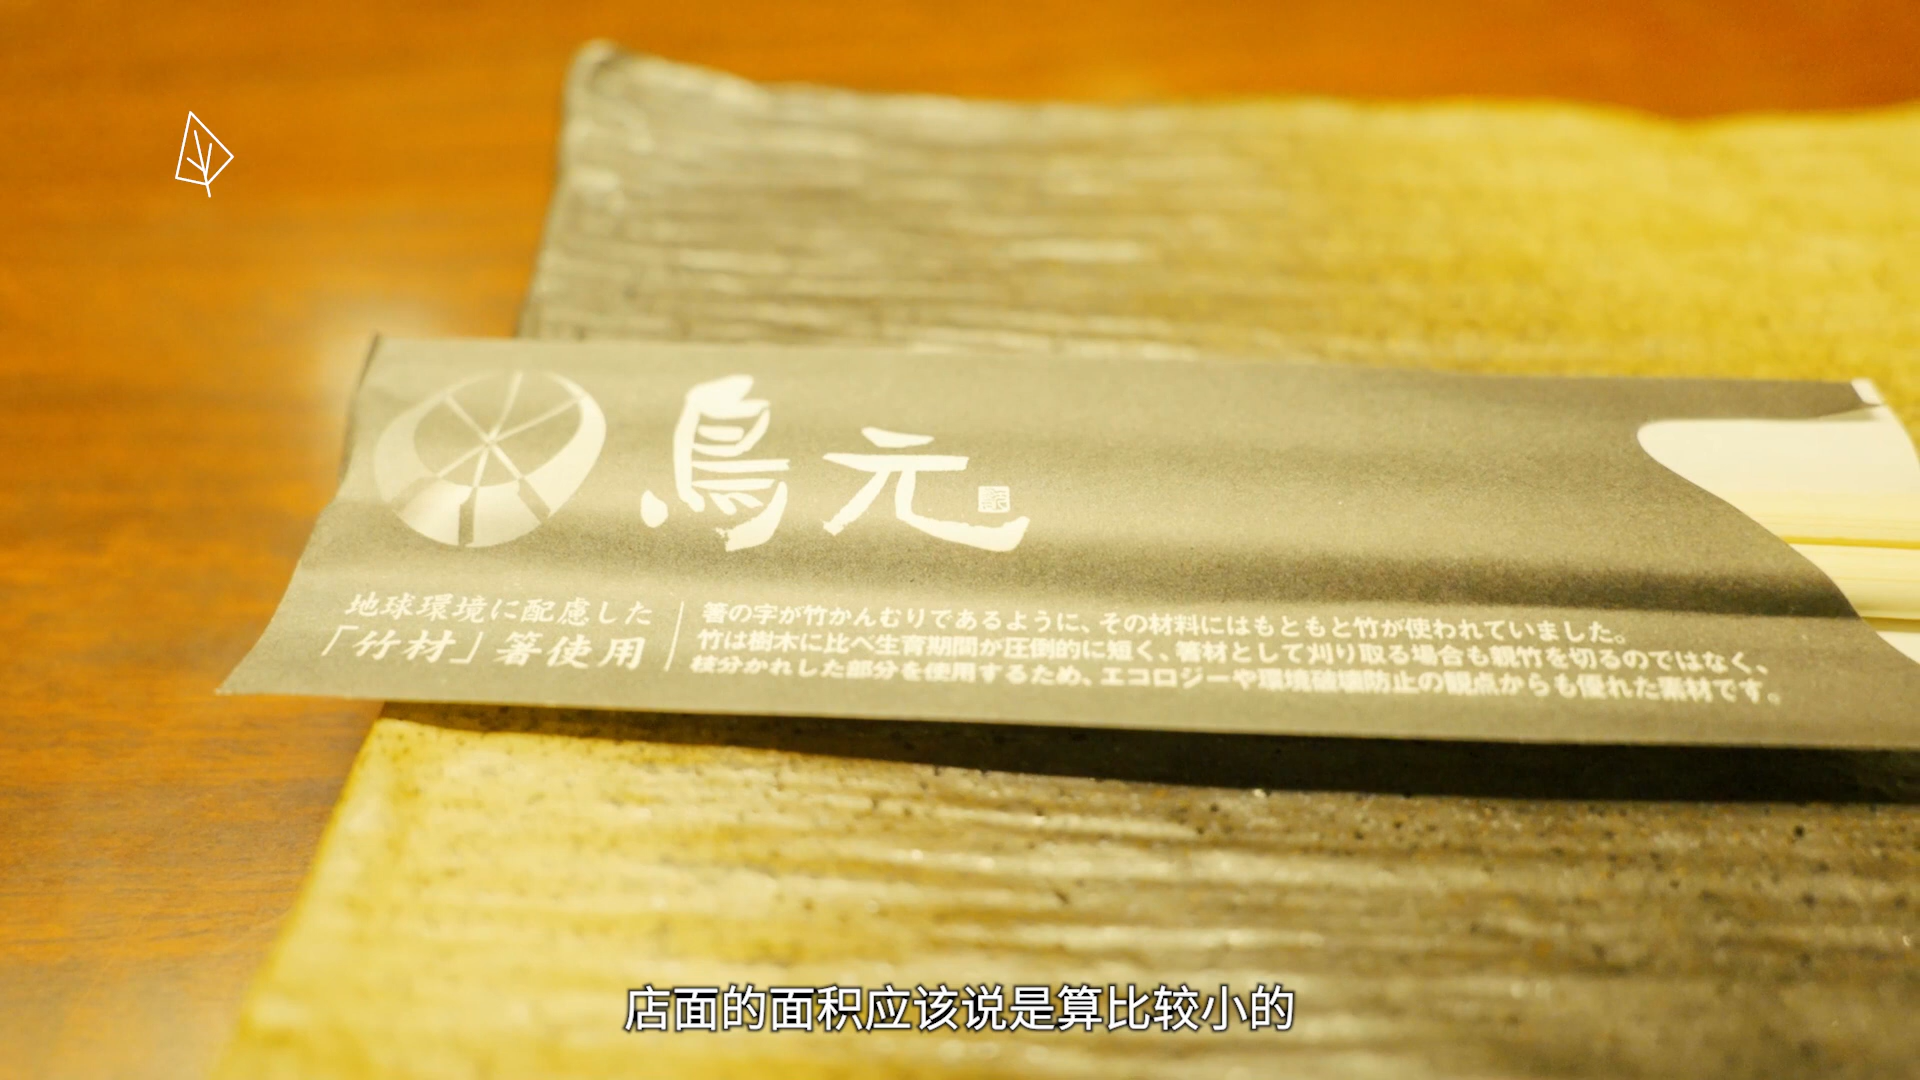 鳥元
地球環境に配慮した
「竹材」箸使用
箸の字が竹かんむりであるように、その材料にはもともと竹が使われていました。
竹は樹木に比べ生育期間が圧倒的に短く、箸材として刈り取る場合も親竹を切るのではなく、
枝分かれした部分を使用するため、エコロジーや環境破壊防止の観点からも優れた素材です。
店面的面积应该说是算比较小的